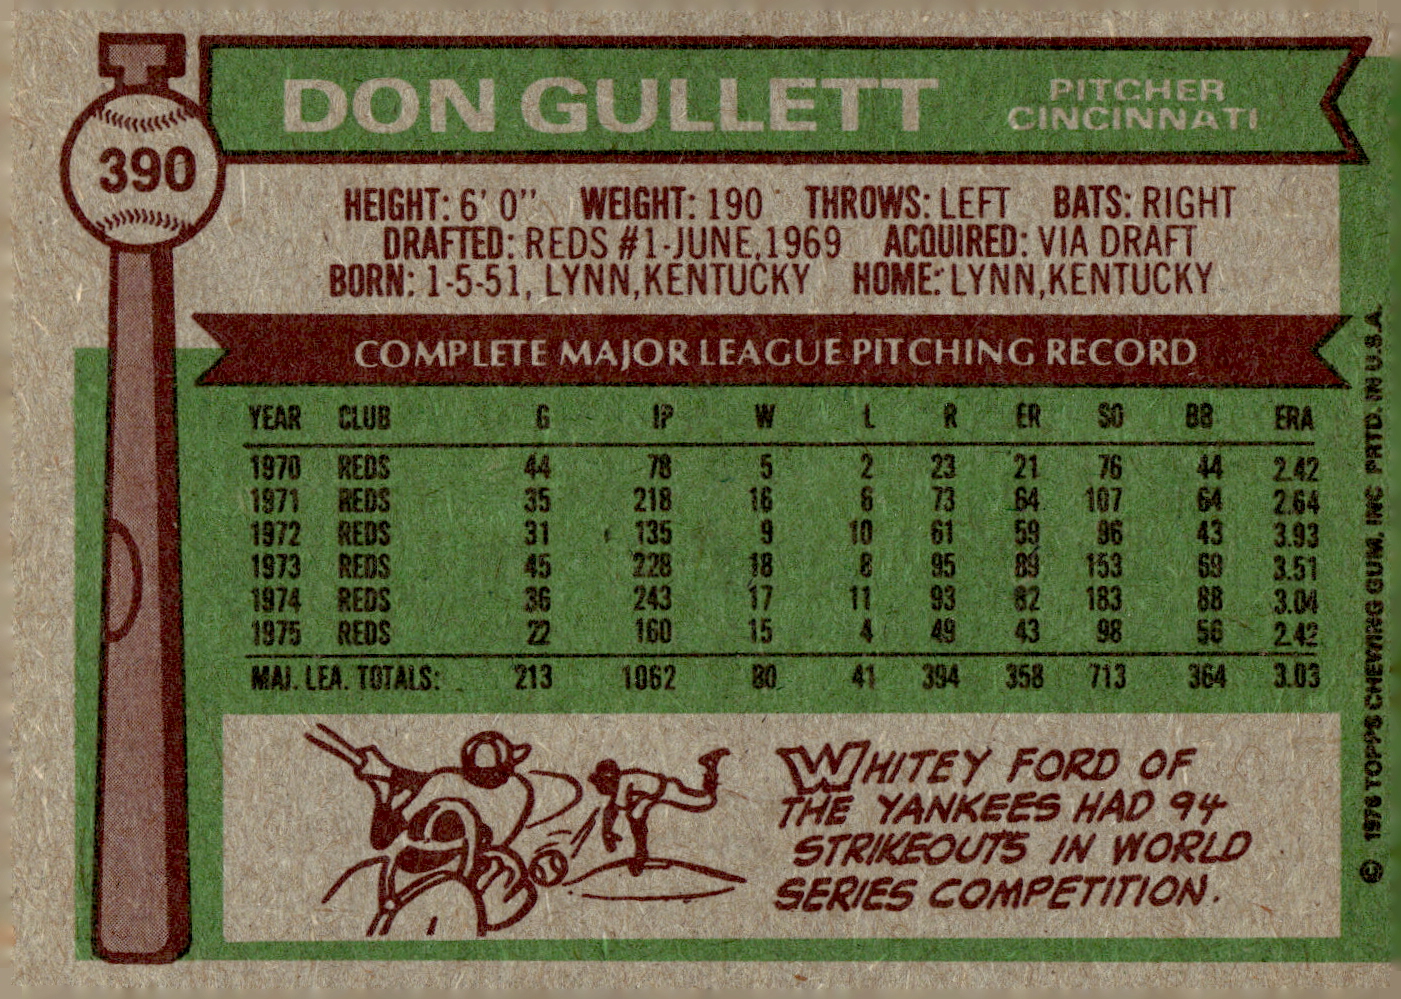 DON GULLETT PITCHER
CINCINNATI
390
HEIGHT: 6' 0" WEIGHT: 190 THROWS: LEFT BATS: RIGHT
DRAFTED: REDS #1-JUNE,1969 ACQUIRED: VIA DRAFT
BORN: 1-5-51, LYNN, KENTUCKY HOME: LYNN, KENTUCKY
COMPLETE MAJOR LEAGUE PITCHING RECORD
YEAR CLUB G IP W L R ER SO BB ERA
1970 REDS 44 78 5 2 23 21 76 44 2.42
1971 REDS 35 218 16 6 73 64 107 64 2.64
1972 REDS 31 135 9 10 61 59 96 43 3.93
1973 REDS 45 228 18 8 95 89 153 69 3.51
1974 REDS 36 243 17 11 93 82 183 88 3.04
1975 REDS 22 160 15 4 49 43 98 56 2.42
MAJ. LEA. TOTALS: 213 1062 80 41 394 358 713 364 3.03
WHITEY FORD OF
THE YANKEES HAD 94
STRIKEOUTS IN WORLD
SERIES COMPETITION.
© 1976 TOPPS CHEWING GUM, INC PRTD. IN U.S.A.